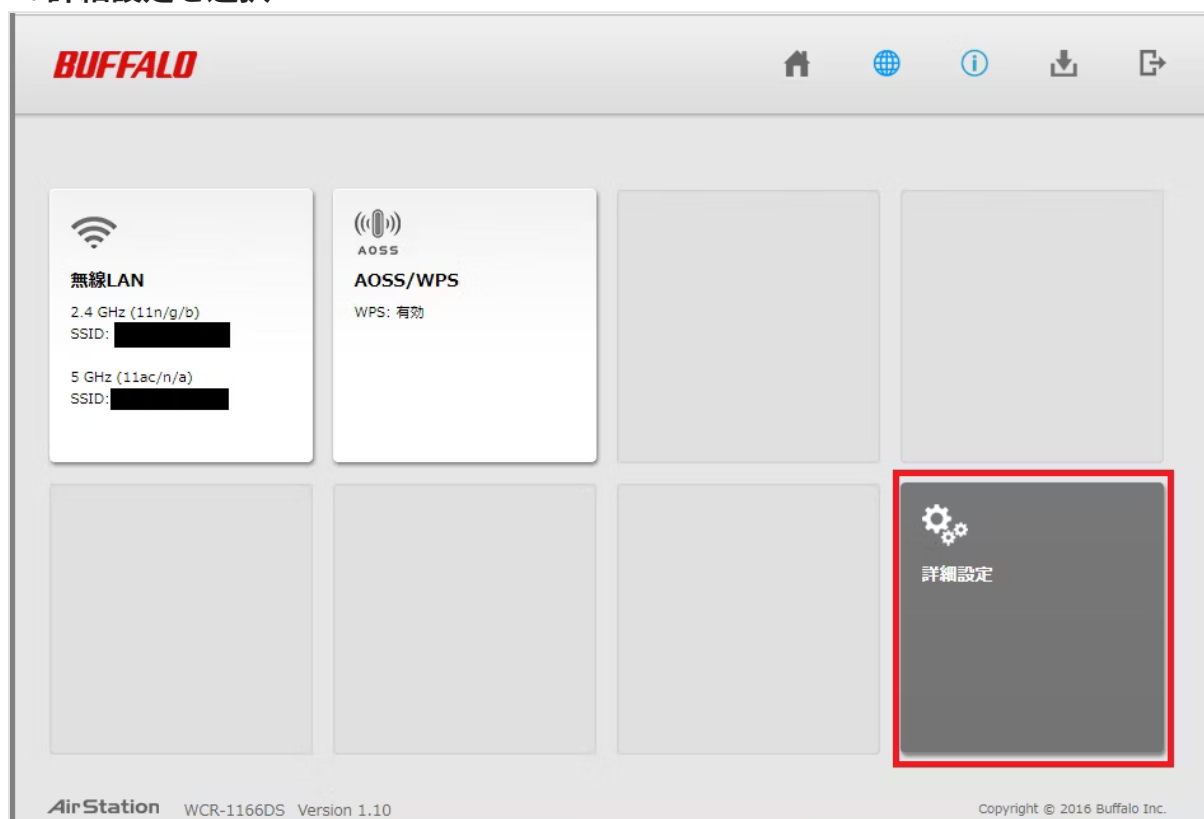 BUFFALO
無線LAN
2.4 GHz (11n/g/b)
SSID:
5 GHz (11ac/n/a)
SSID:
AOSS
AOSS/WPS
WPS: 有効
詳細設定
AirStation WCR-1166DS Version 1.10
Copyright © 2016 Buffalo Inc.